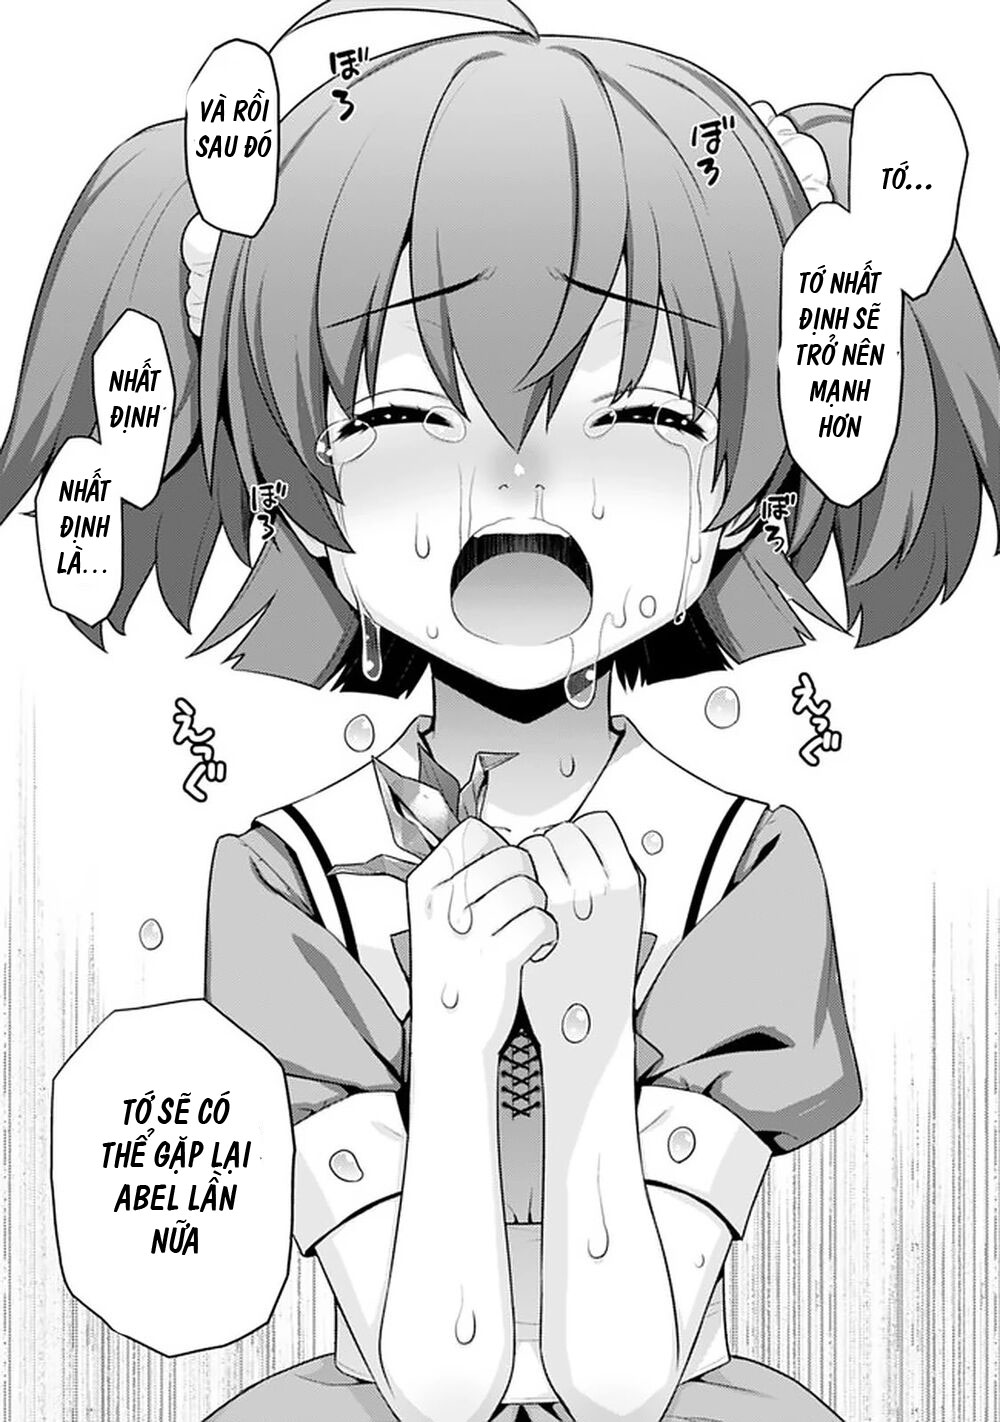 TỚ...
TỚ NHẤT
ĐỊNH SẼ
TRỞ NÊN
MẠNH
HƠN
VÀ RỒI
SAU ĐÓ
NHẤT
ĐỊNH
NHẤT
ĐỊNH
LÀ...
TỚ SẼ CÓ
THỂ GẶP LẠI
ABEL LẦN
NỮA
ぼろ
ぼろ
ぼろ
ぼろ
えっぐ
えっぐ